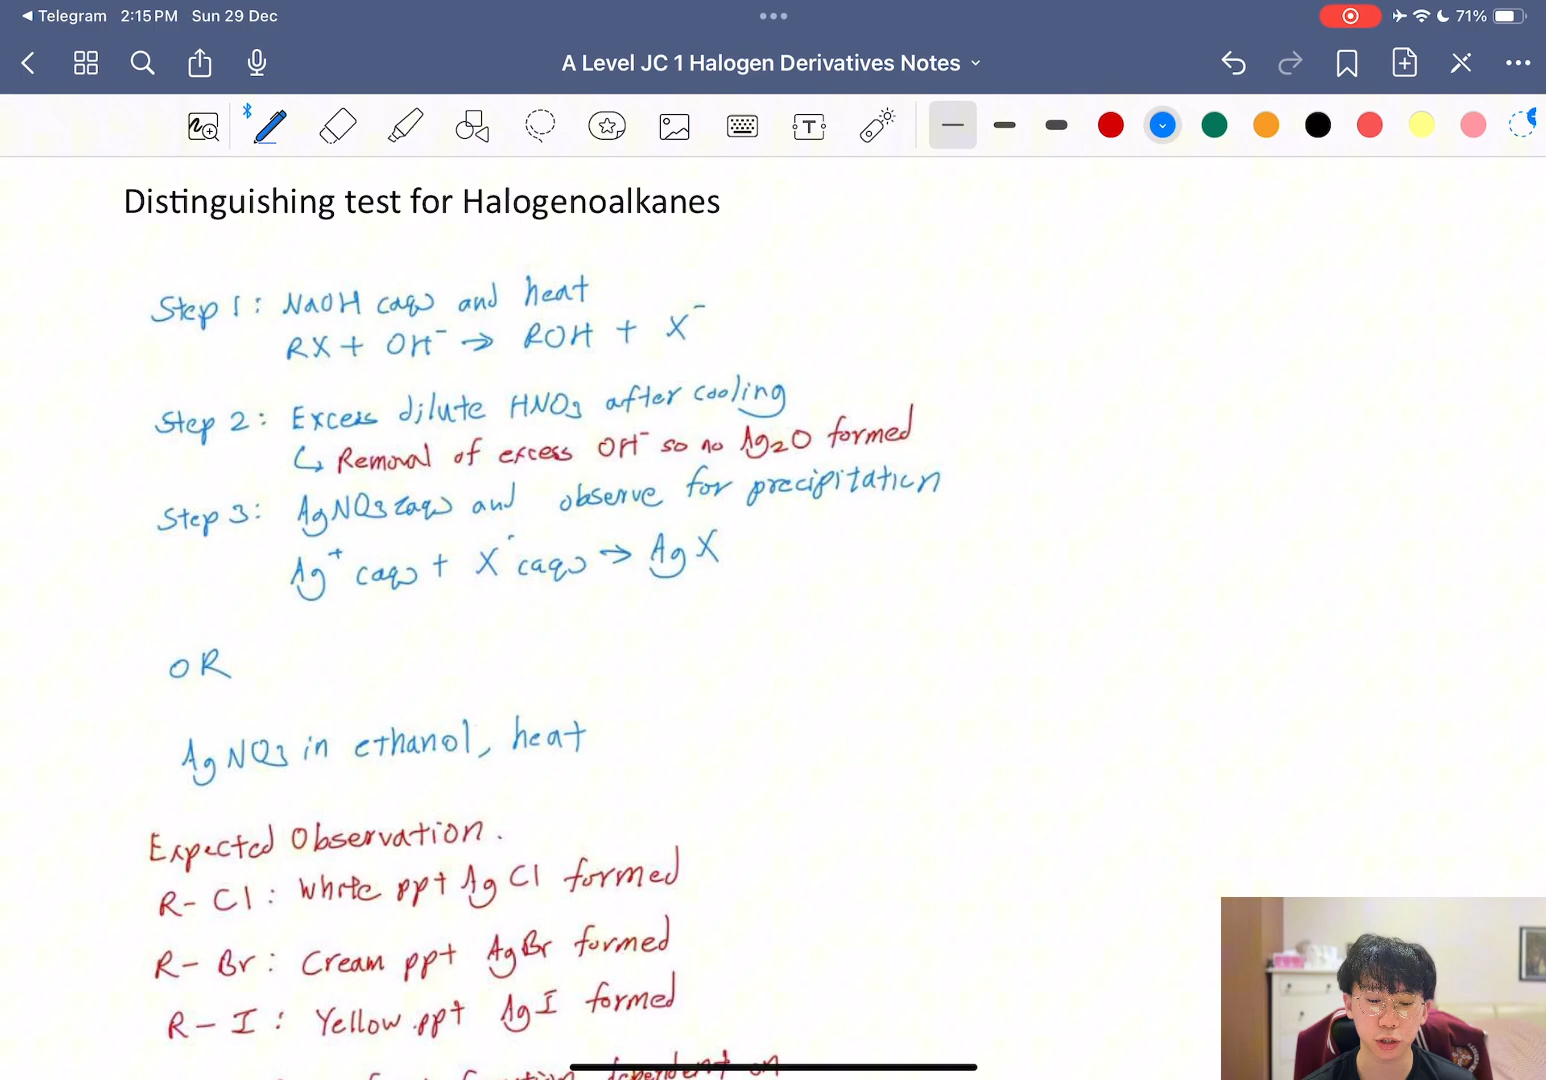 Telegram 2:15 PM Sun 29 Dec
71%
A Level JC 1 Halogen Derivatives Notes
T
Distinguishing test for Halogenoalkanes
Step 1: NaOH (aq) and heat
RX + OH⁻ → ROH + X⁻
Step 2: Excess dilute HNO3 after cooling
↳ Removal of excess OH⁻ so no Ag2O formed
Step 3: AgNO3 (aq) and observe for precipitation
Ag⁺ (aq) + X⁻ (aq) → AgX
OR
AgNO3 in ethanol, heat
Expected Observation.
R-Cl: White ppt AgCl formed
R-Br: Cream ppt AgBr formed
R-I: Yellow ppt AgI formed
dependent on